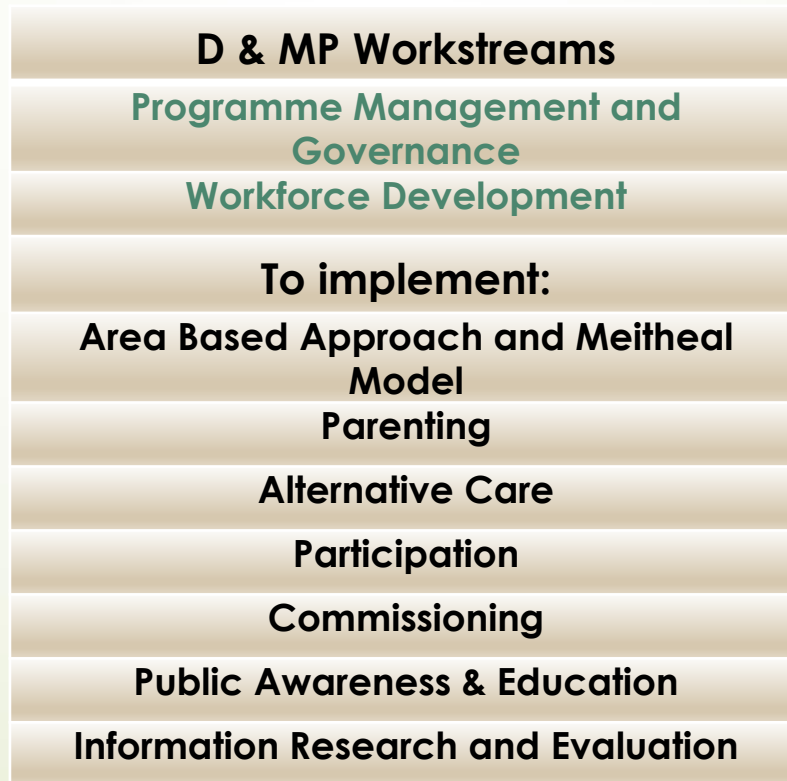 D & MP Workstreams
Programme Management and
Governance
Workforce Development
To implement:
Area Based Approach and Meitheal
Model
Parenting
Alternative Care
Participation
Commissioning
Public Awareness & Education
Information Research and Evaluation